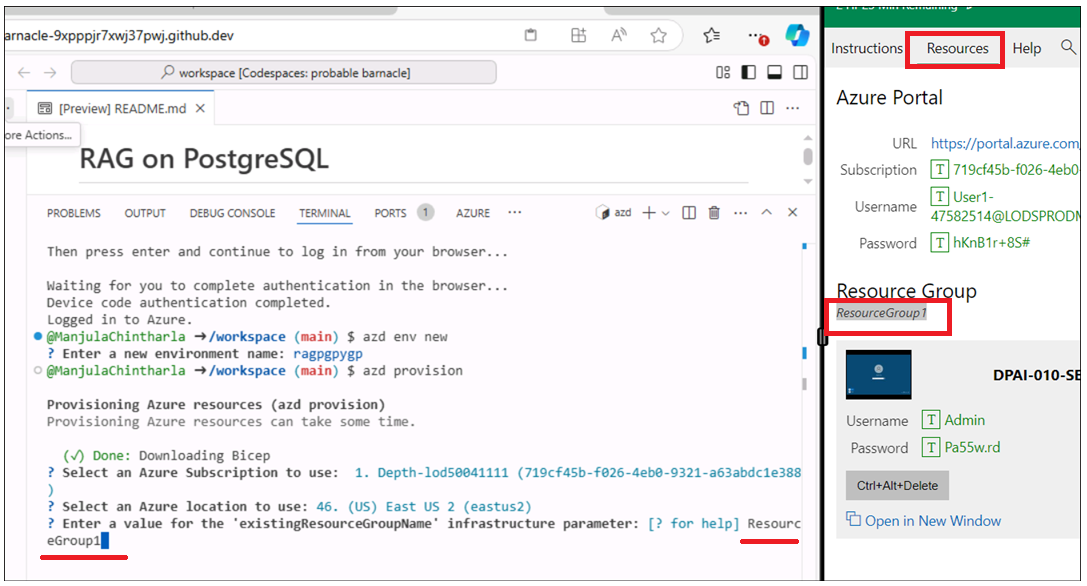 2 Hr 23 Min Remaining
arnacle-9xpppjr7xwj37pwj.github.dev
Instructions Resources Help
workspace [Codespaces: probable barnacle]
[Preview] README.md
ore Actions...
RAG on PostgreSQL
PROBLEMS OUTPUT DEBUG CONSOLE TERMINAL PORTS 1 AZURE ... azd
Then press enter and continue to log in from your browser...
Waiting for you to complete authentication in the browser...
Device code authentication completed.
Logged in to Azure.
@ManjulaChintharla ➜/workspace (main) $ azd env new
? Enter a new environment name: ragpgpygp
@ManjulaChintharla ➜/workspace (main) $ azd provision
Provisioning Azure resources (azd provision)
Provisioning Azure resources can take some time.
(✓) Done: Downloading Bicep
? Select an Azure Subscription to use:  1. Depth-lod50041111 (719cf45b-f026-4eb0-9321-a63abdc1e388
)
? Select an Azure location to use: 46. (US) East US 2 (eastus2)
? Enter a value for the 'existingResourceGroupName' infrastructure parameter: [? for help] Resourc
eGroup1
Azure Portal
URL https://portal.azure.com
Subscription T 719cf45b-f026-4eb0-
Username T User1-
47582514@LODSPRODM
Password T hKnB1r+8S#
Resource Group
ResourceGroup1
DPAI-010-SE
Username T Admin
Password T Pa55w.rd
Ctrl+Alt+Delete
Open in New Window